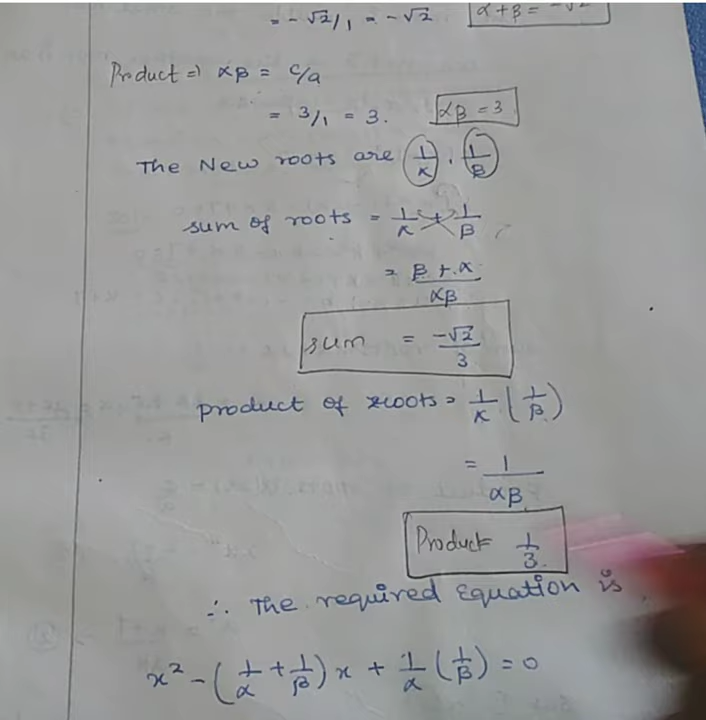 = -√2/1 = -√2   α+β = -√2
Product ⇒ αβ = c/a
= 3/1 = 3.   αβ = 3
The New roots are 1/α, 1/β
sum of roots = 1/α + 1/β
= β + α / αβ
sum = -√2/3
product of roots = 1/α (1/β)
= 1/αβ
Product = 1/3.
∴ The required Equation is
x² - (1/α + 1/β) x + 1/α (1/β) = 0